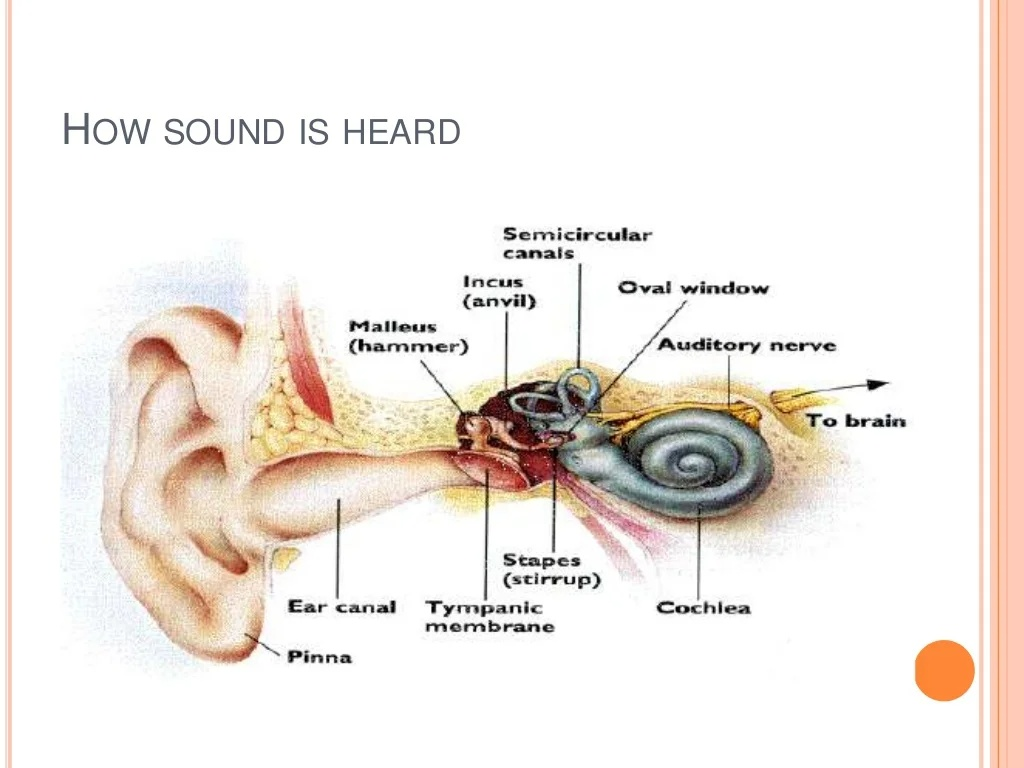 HOW SOUND IS HEARD
Semicircular
canals
Incus
(anvil)
Oval window
Malleus
(hammer)
Auditory nerve
To brain
Stapes
(stirrup)
Ear canal
Tympanic
membrane
Cochlea
Pinna